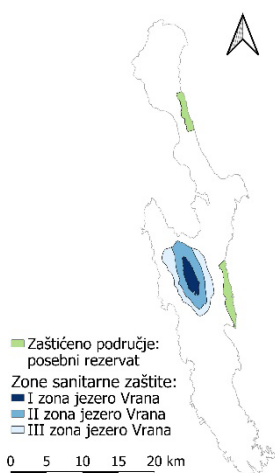 Zaštićeno područje:
posebni rezervat
Zone sanitarne zaštite:
I zona jezero Vrana
II zona jezero Vrana
III zona jezero Vrana
0 5 10 15 20 km